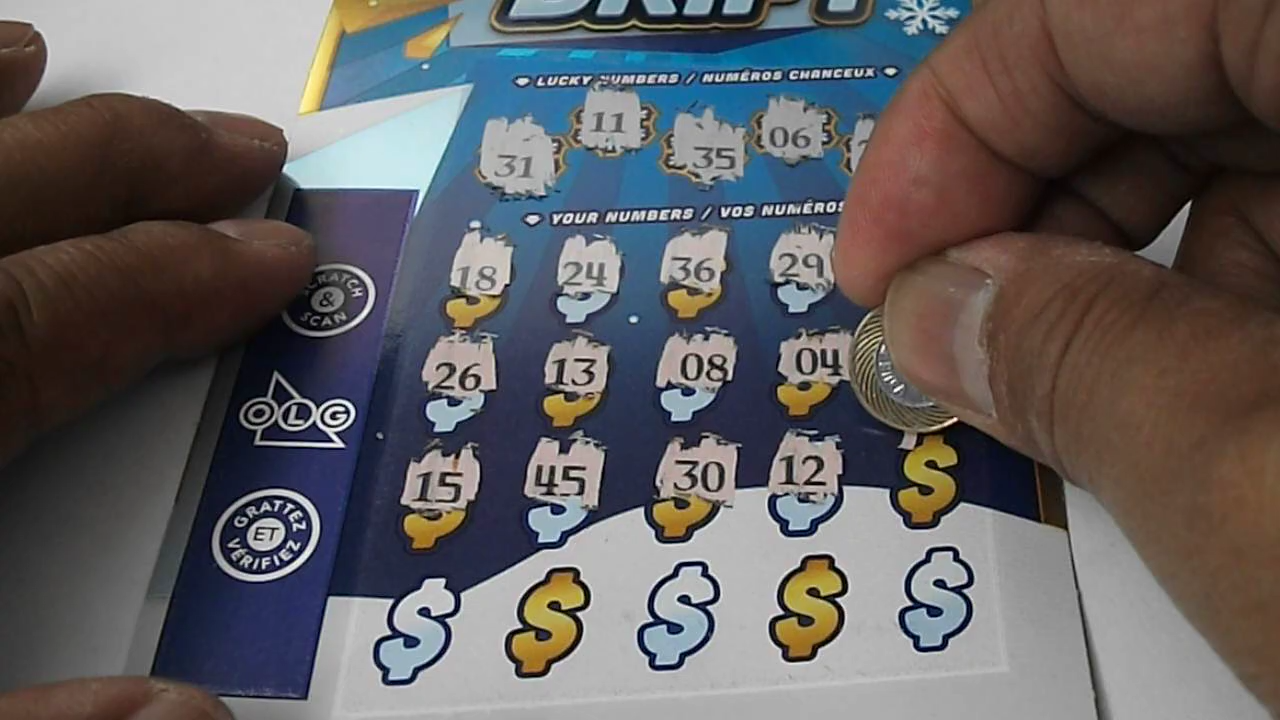 DRIFT
LUCKY NUMBERS / NUMÉROS CHANCEUX
31 11 35 06
YOUR NUMBERS / VOS NUMÉROS
18 24 36 29
26 13 08 04
15 45 30 12
$
$ $ $ $ $
SCRATCH
&
SCAN
OLG
GRATTEZ
ET
VÉRIFIEZ